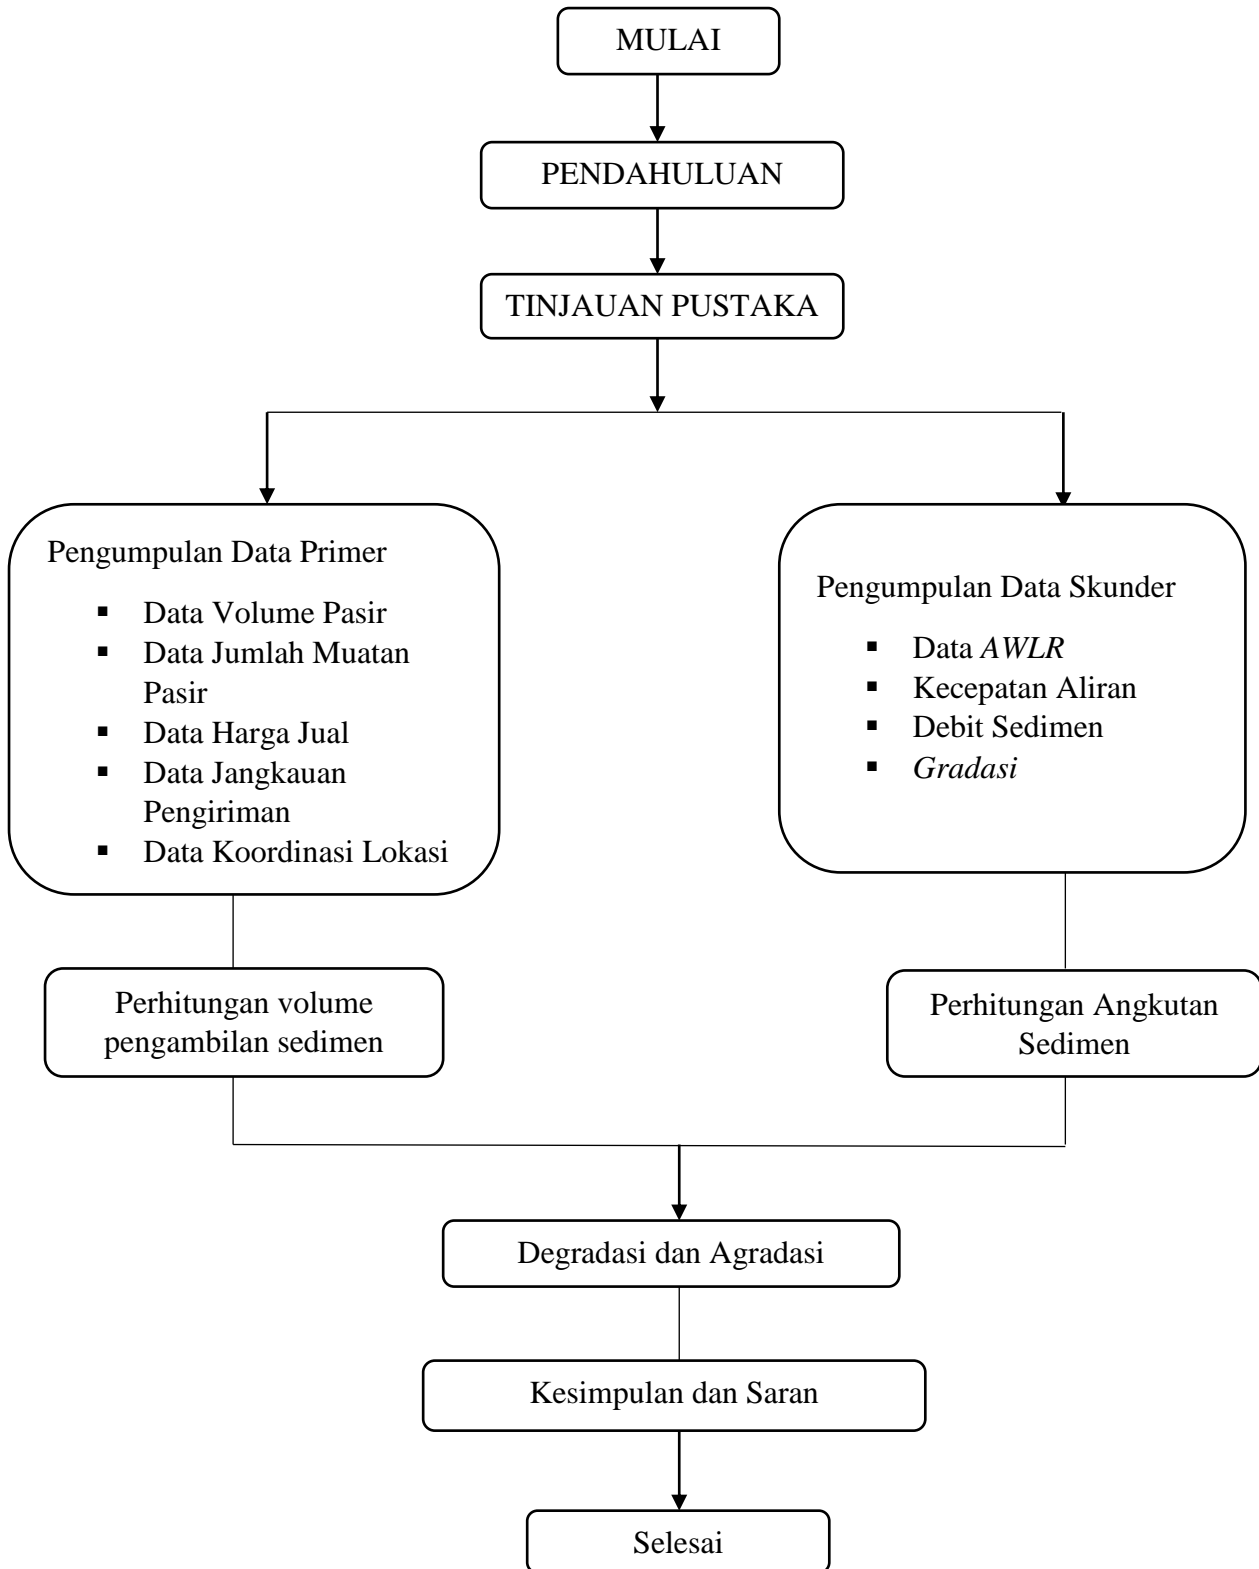 MULAI
PENDAHULUAN
TINJAUAN PUSTAKA
Pengumpulan Data Primer
▪ Data Volume Pasir
▪ Data Jumlah Muatan
Pasir
▪ Data Harga Jual
▪ Data Jangkauan
Pengiriman
▪ Data Koordinasi Lokasi
Pengumpulan Data Skunder
▪ Data AWLR
▪ Kecepatan Aliran
▪ Debit Sedimen
▪ Gradasi
Perhitungan volume
pengambilan sedimen
Perhitungan Angkutan
Sedimen
Degradasi dan Agradasi
Kesimpulan dan Saran
Selesai